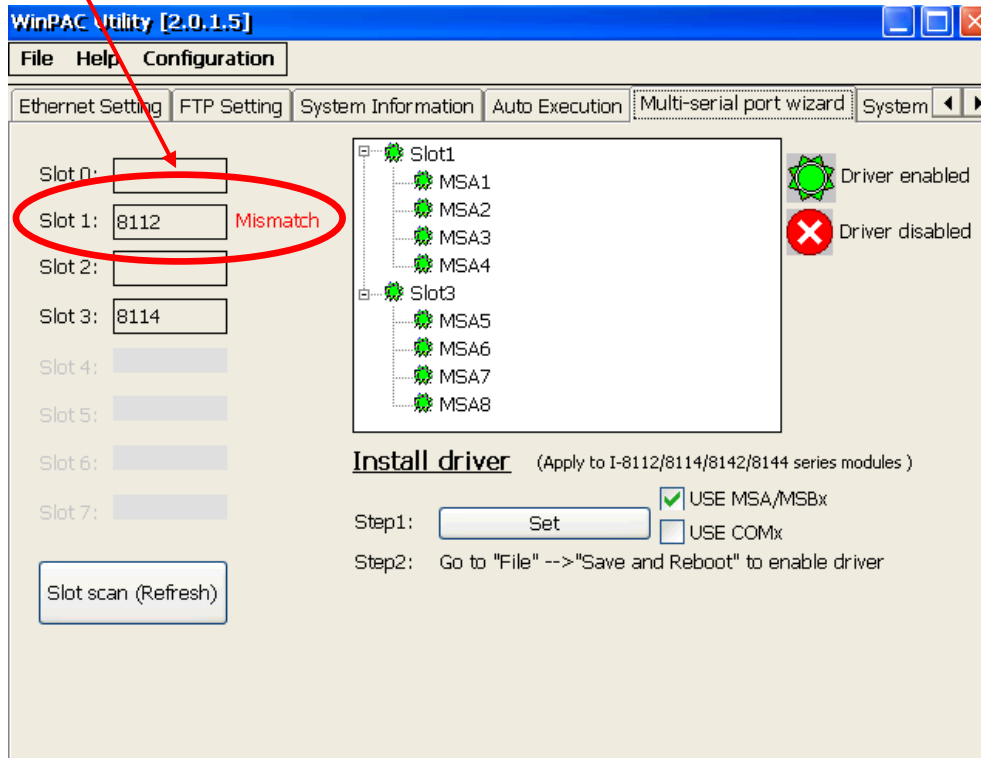 WinPAC Utility [2.0.1.5]
File Help Configuration
Ethernet Setting FTP Setting System Information Auto Execution Multi-serial port wizard System
Slot 0:
Slot 1: 8112 Mismatch
Slot 2:
Slot 3: 8114
Slot 4:
Slot 5:
Slot 6:
Slot 7:
Slot scan (Refresh)
Slot1
MSA1
MSA2
MSA3
MSA4
Slot3
MSA5
MSA6
MSA7
MSA8
Driver enabled
Driver disabled
Install driver (Apply to I-8112/8114/8142/8144 series modules )
USE MSA/MSBx
Step1: Set
USE COMx
Step2: Go to "File" -->"Save and Reboot" to enable driver